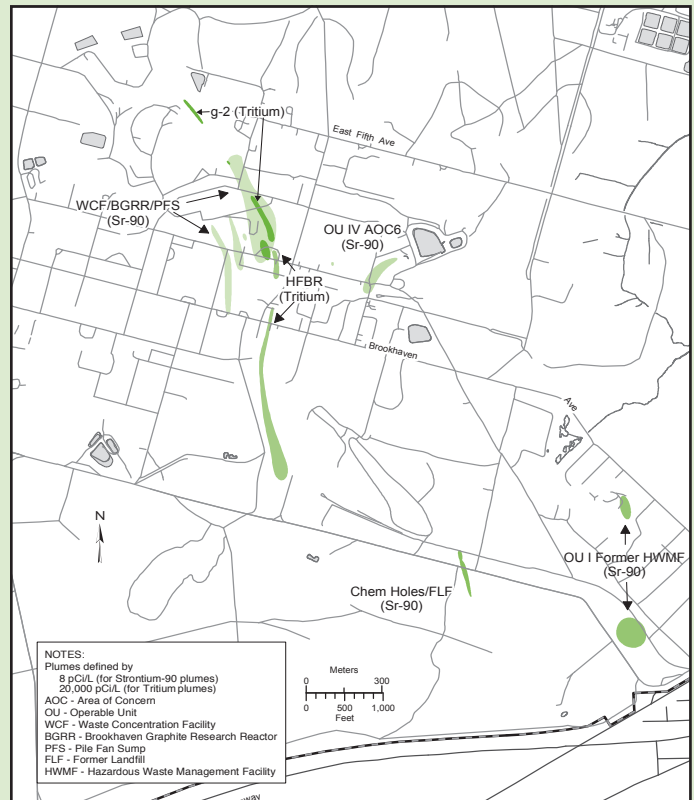 g-2 (Tritium)
East Fifth Ave
WCF/BGRR/PFS
(Sr-90)
OU IV AOC6
(Sr-90)
HFBR
(Tritium)
Brookhaven
Ave
N
OU I Former HWMF
(Sr-90)
Chem Holes/FLF
(Sr-90)
NOTES:
Plumes defined by
8 pCi/L (for Strontium-90 plumes)
20,000 pCi/L (for Tritium plumes)
AOC - Area of Concern
OU - Operable Unit
WCF - Waste Concentration Facility
BGRR - Brookhaven Graphite Research Reactor
PFS - Pile Fan Sump
FLF - Former Landfill
HWMF - Hazardous Waste Management Facility
Meters
0 300
0 500 1,000
Feet